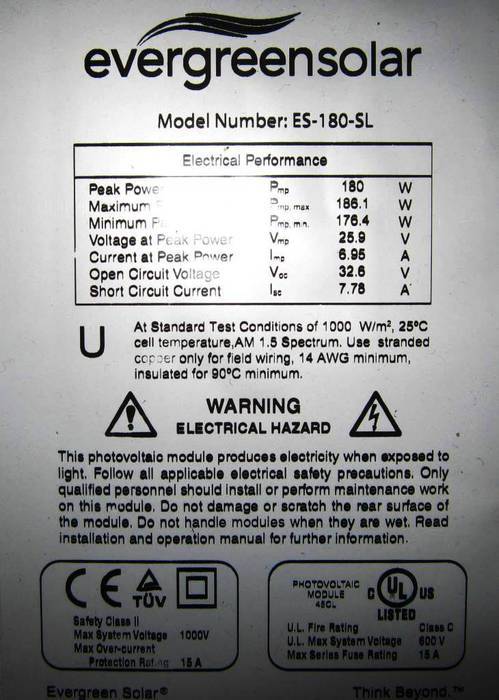 evergreensolar
Model Number: ES-180-SL
Electrical Performance
Peak Power Pmp 180 W
Maximum Pmp, max 186.1 W
Minimum Pmp, min. 176.4 W
Voltage at Peak Power Vmp 25.9 V
Current at Peak Power Imp 6.95 A
Open Circuit Voltage Voc 32.6 V
Short Circuit Current Isc 7.78 A
U
At Standard Test Conditions of 1000 W/m², 25ºC
cell temperature,AM 1.5 Spectrum. Use stranded
copper only for field wiring, 14 AWG minimum,
insulated for 90ºC minimum.
WARNING
ELECTRICAL HAZARD
This photovoltaic module produces electricity when exposed to
light. Follow all applicable electrical safety precautions. Only
qualified personnel should install or perform maintenance work
on this module. Do not damage or scratch the rear surface of
the module. Do not handle modules when they are wet. Read
installation and operation manual for further information.
CE TÜV
Safety Class II
Max System Voltage 1000V
Max Over-current
Protection Rating 15A
PHOTOVOLTAIC
MODULE
C UL US
LISTED
U.L. Fire Rating Class C
U.L. Max System Voltage 600 V
Max Series Fuse Rating 15 A
Evergreen Solar® Think Beyond.™